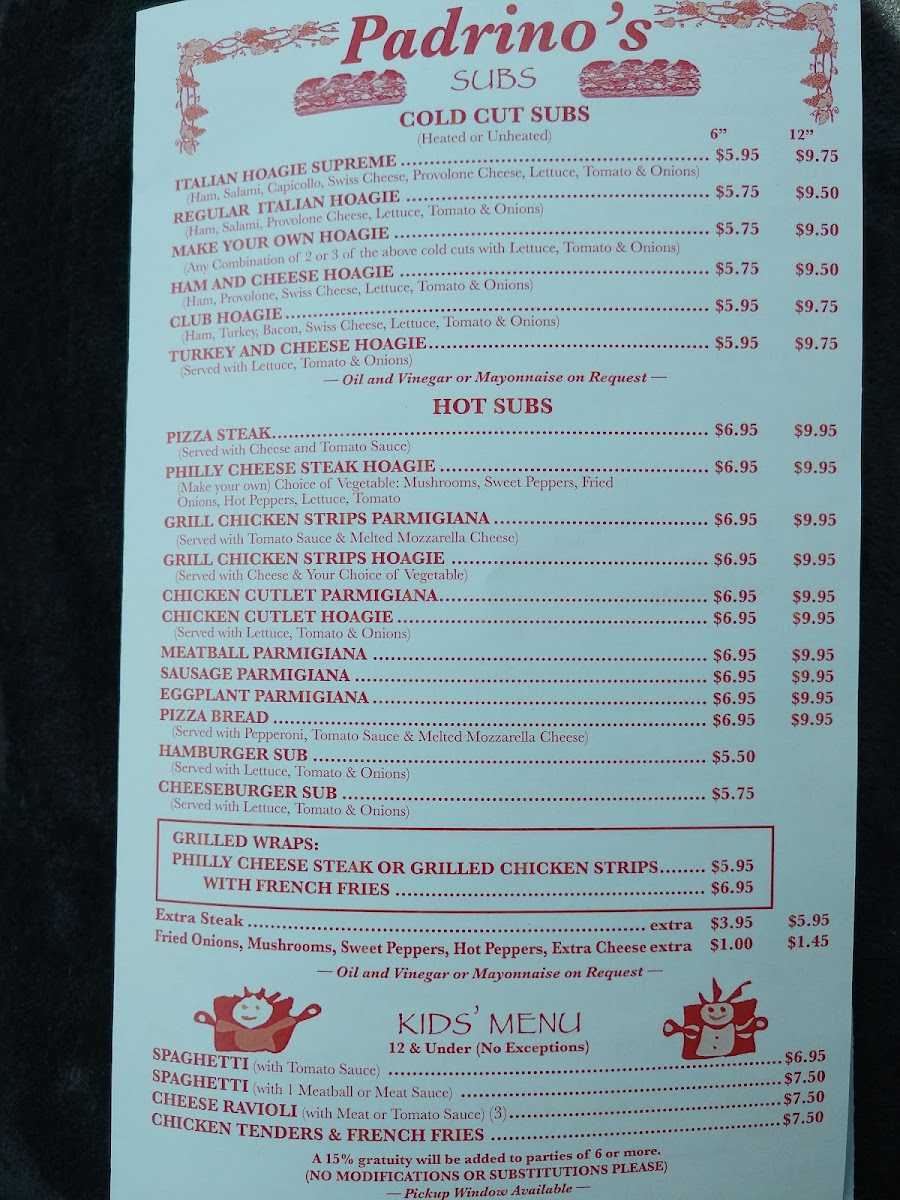 Padrino's
SUBS
COLD CUT SUBS
(Heated or Unheated) 6" 12"
ITALIAN HOAGIE SUPREME ........ $5.95 $9.75
(Ham, Salami, Capicollo, Swiss Cheese, Provolone Cheese, Lettuce, Tomato & Onions)
REGULAR ITALIAN HOAGIE ........ $5.75 $9.50
(Ham, Salami, Provolone Cheese, Lettuce, Tomato & Onions)
MAKE YOUR OWN HOAGIE ........ $5.75 $9.50
(Any Combination of 2 or 3 of the above cold cuts with Lettuce, Tomato & Onions)
HAM AND CHEESE HOAGIE ........ $5.75 $9.50
(Ham, Provolone, Swiss Cheese, Lettuce, Tomato & Onions)
CLUB HOAGIE ........ $5.95 $9.75
(Ham, Turkey, Bacon, Swiss Cheese, Lettuce, Tomato & Onions)
TURKEY AND CHEESE HOAGIE ........ $5.95 $9.75
(Served with Lettuce, Tomato & Onions)
— Oil and Vinegar or Mayonnaise on Request —
HOT SUBS
PIZZA STEAK ........ $6.95 $9.95
(Served with Cheese and Tomato Sauce)
PHILLY CHEESE STEAK HOAGIE ........ $6.95 $9.95
(Make your own) Choice of Vegetable: Mushrooms, Sweet Peppers, Fried
Onions, Hot Peppers, Lettuce, Tomato
GRILL CHICKEN STRIPS PARMIGIANA ........ $6.95 $9.95
(Served with Tomato Sauce & Melted Mozzarella Cheese)
GRILL CHICKEN STRIPS HOAGIE ........ $6.95 $9.95
(Served with Cheese & Your Choice of Vegetable)
CHICKEN CUTLET PARMIGIANA ........ $6.95 $9.95
CHICKEN CUTLET HOAGIE ........ $6.95 $9.95
(Served with Lettuce, Tomato & Onions)
MEATBALL PARMIGIANA ........ $6.95 $9.95
SAUSAGE PARMIGIANA ........ $6.95 $9.95
EGGPLANT PARMIGIANA ........ $6.95 $9.95
PIZZA BREAD ........ $6.95 $9.95
(Served with Pepperoni, Tomato Sauce & Melted Mozzarella Cheese)
HAMBURGER SUB ........ $5.50
(Served with Lettuce, Tomato & Onions)
CHEESEBURGER SUB ........ $5.75
(Served with Lettuce, Tomato & Onions)
GRILLED WRAPS:
PHILLY CHEESE STEAK OR GRILLED CHICKEN STRIPS ........ $5.95
WITH FRENCH FRIES ........ $6.95
Extra Steak ........ extra $3.95 $5.95
Fried Onions, Mushrooms, Sweet Peppers, Hot Peppers, Extra Cheese extra $1.00 $1.45
— Oil and Vinegar or Mayonnaise on Request —
KIDS' MENU
12 & Under (No Exceptions)
SPAGHETTI (with Tomato Sauce) ........ $6.95
SPAGHETTI (with 1 Meatball or Meat Sauce) ........ $7.50
CHEESE RAVIOLI (with Meat or Tomato Sauce) (3) ........ $7.50
CHICKEN TENDERS & FRENCH FRIES ........ $7.50
A 15% gratuity will be added to parties of 6 or more.
(NO MODIFICATIONS OR SUBSTITUTIONS PLEASE)
— Pickup Window Available —